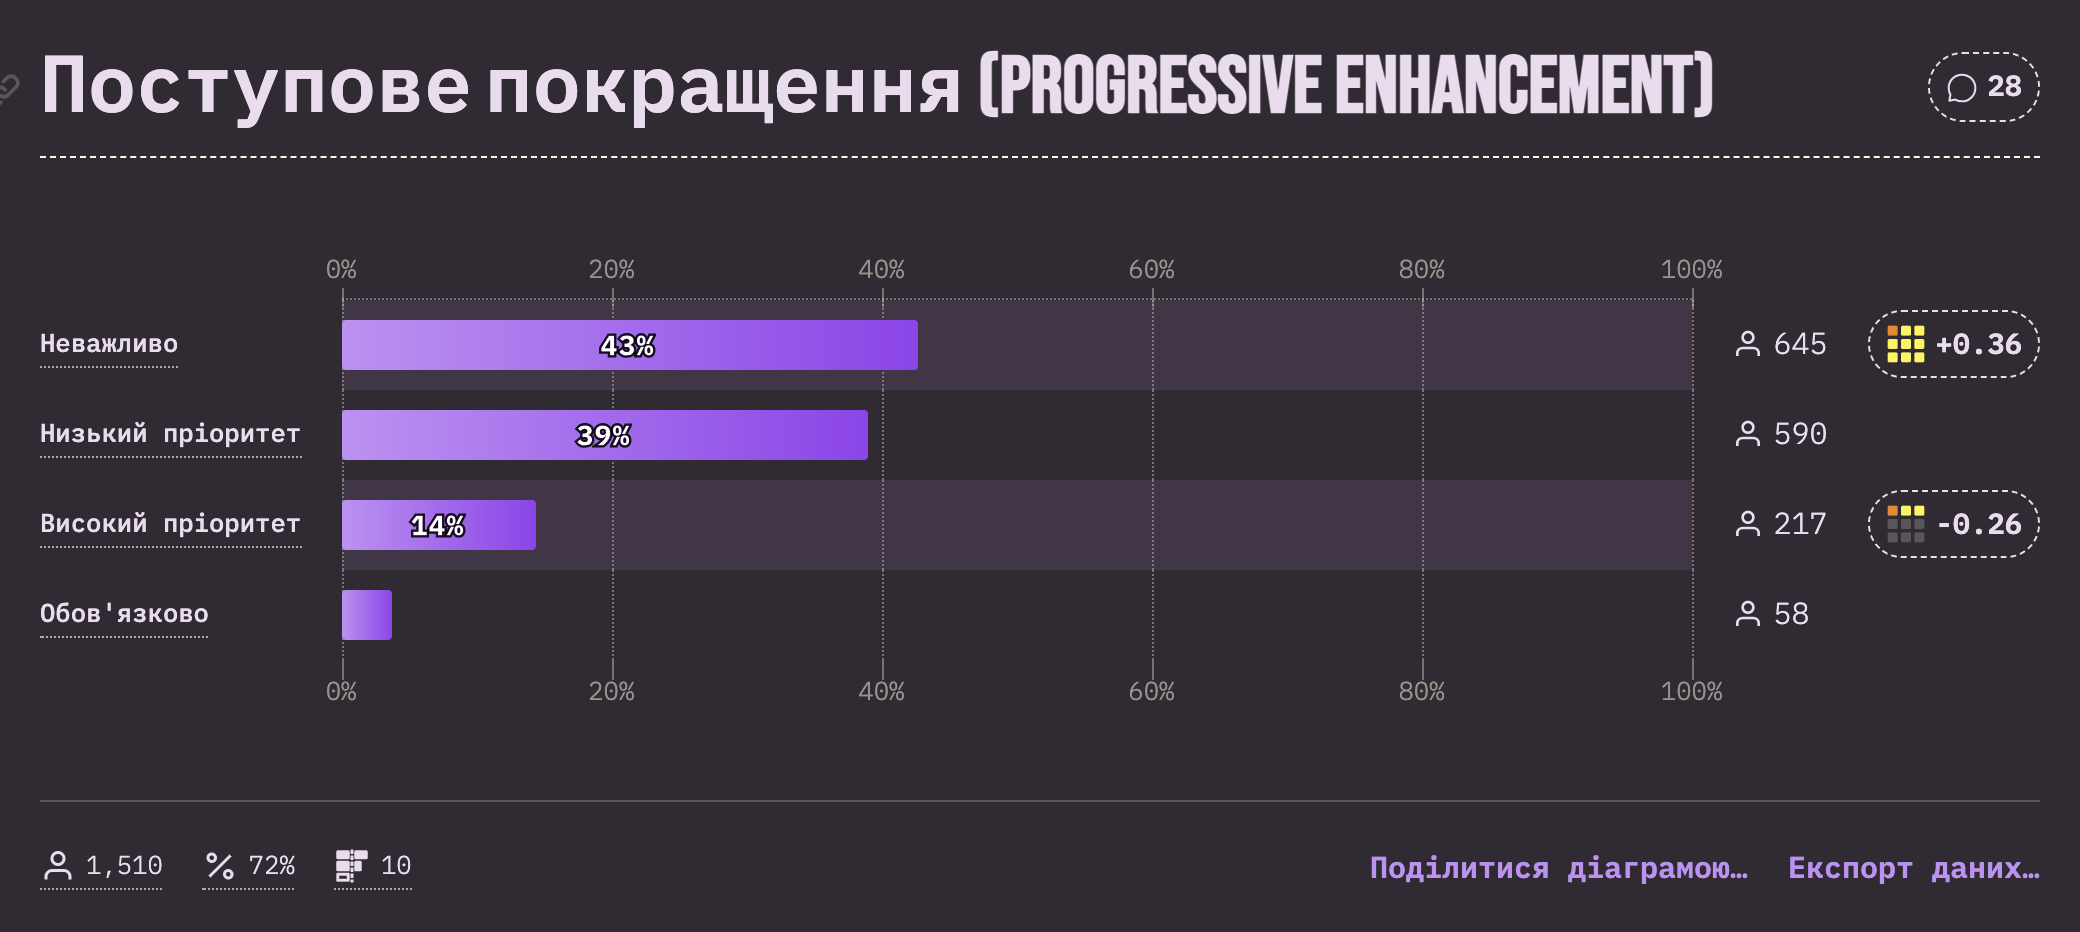 Поступове покращення (PROGRESSIVE ENHANCEMENT) 28
0% 20% 40% 60% 80% 100%
Неважливо 43% 645 +0.36
Низький пріоритет 39% 590
Високий пріоритет 14% 217 -0.26
Обов'язково 58
0% 20% 40% 60% 80% 100%
1,510 72% 10 Поділитися діаграмою… Експорт даних…